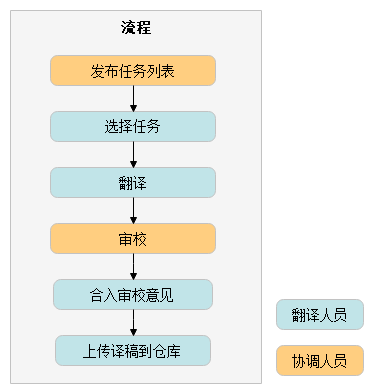 流程
发布任务列表
选择任务
翻译
审校
合入审校意见
上传译稿到仓库
翻译人员
协调人员